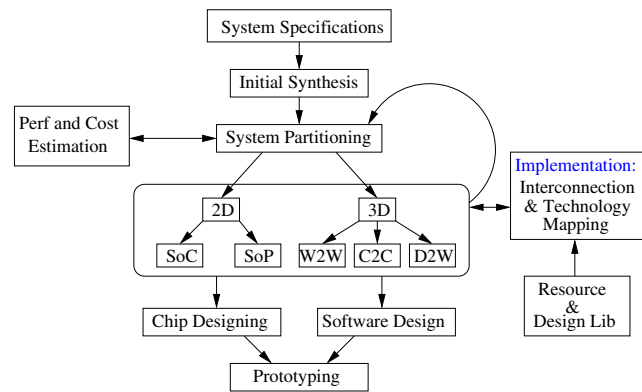 System Specifications
Initial Synthesis
Perf and Cost
Estimation
System Partitioning
Implementation:
Interconnection
& Technology
Mapping
2D
3D
SoC
SoP
W2W
C2C
D2W
Resource
&
Design Lib
Chip Designing
Software Design
Prototyping